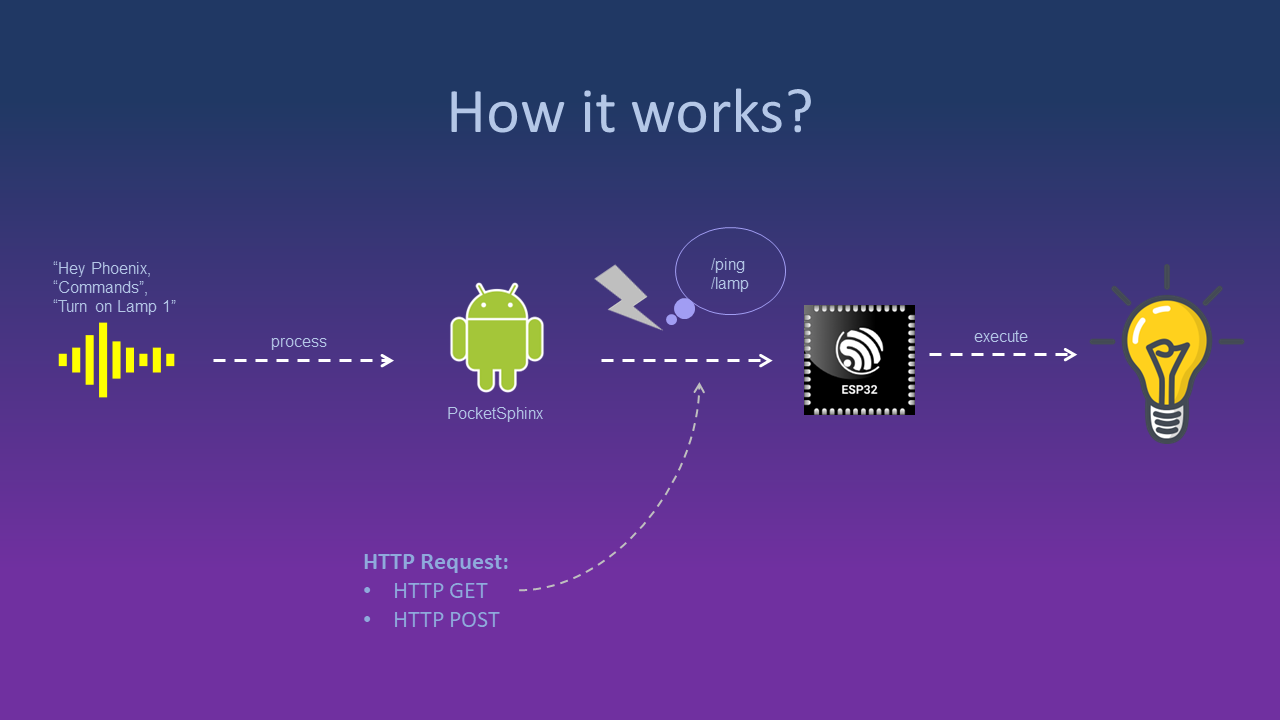 How it works?
“Hey Phoenix,
“Commands”,
“Turn on Lamp 1”
process
PocketSphinx
/ping
/lamp
ESP32
execute
HTTP Request:
• HTTP GET
• HTTP POST